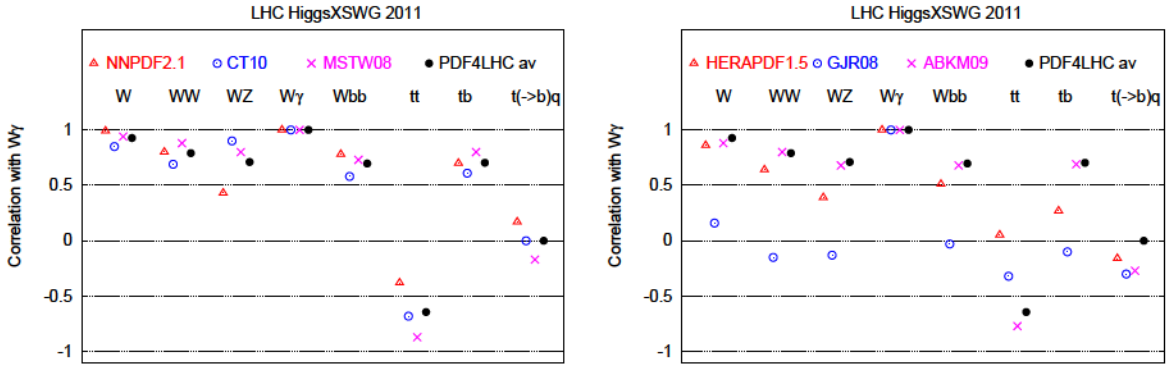 LHC HiggsXSWG 2011
NNPDF2.1 CT10 MSTW08 PDF4LHC av
W WW WZ Wγ Wbb tt tb t(->b)q
1
0.5
0
-0.5
-1
Correlation with Wγ
LHC HiggsXSWG 2011
HERAPDF1.5 GJR08 ABKM09 PDF4LHC av
W WW WZ Wγ Wbb tt tb t(->b)q
1
0.5
0
-0.5
-1
Correlation with Wγ